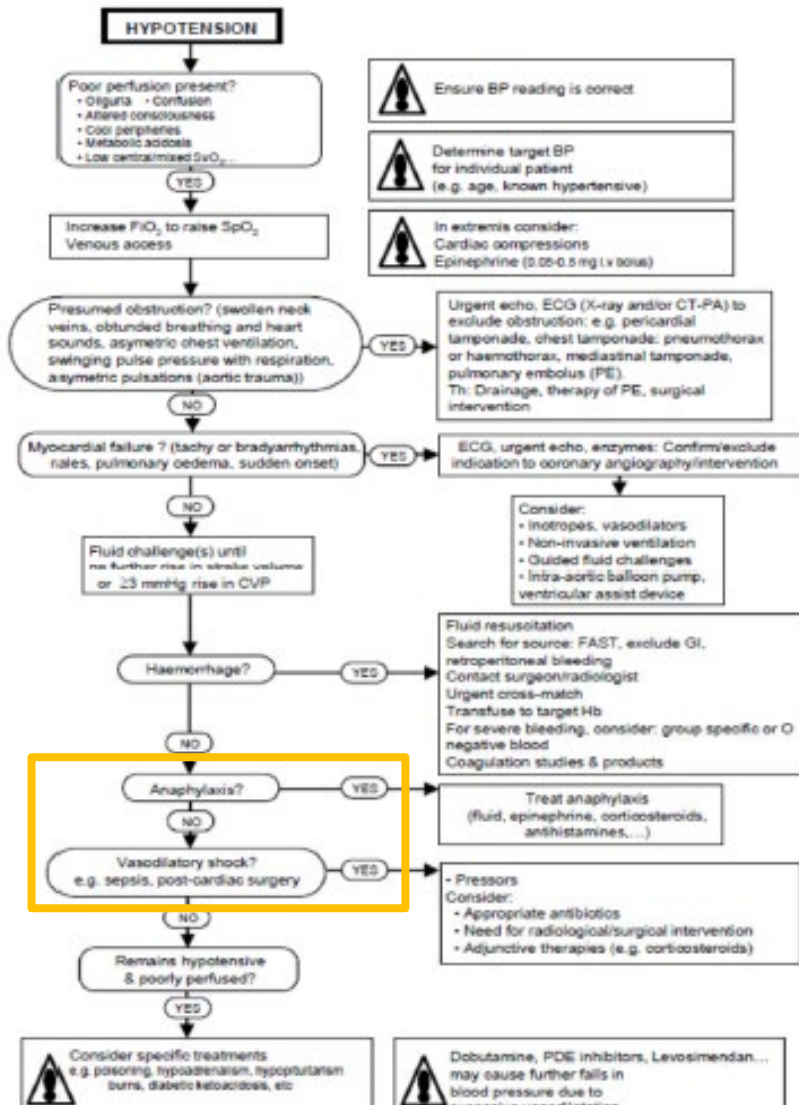 HYPOTENSION
Poor perfusion present?
• Oliguria • Confusion
• Altered consciousness
• Cool peripheries
• Metabolic acidosis
• Low central/mixed SvO2...
YES
Increase FiO2 to raise SpO2
Venous access
Ensure BP reading is correct
Determine target BP
for individual patient
(e.g. age, known hypertensive)
In extremis consider:
Cardiac compressions
Epinephrine (0.05-0.5 mg i.v bolus)
Presumed obstruction? (swollen neck
veins, obtunded breathing and heart
sounds, asymetric chest ventilation,
swinging pulse pressure with respiration,
asymetric pulsations (aortic trauma))
YES
Urgent echo, ECG (X-ray and/or CT-PA) to
exclude obstruction: e.g. pericardial
tamponade, chest tamponade: pneumothorax
or haemothorax, mediastinal tamponade,
pulmonary embolus (PE).
Th: Drainage, therapy of PE, surgical
intervention
NO
Myocardial failure ? (tachy or bradyarrhythmias,
rales, pulmonary oedema, sudden onset)
YES
ECG, urgent echo, enzymes: Confirm/exclude
indication to coronary angiography/intervention
NO
Consider:
• Inotropes, vasodilators
• Non-invasive ventilation
• Guided fluid challenges
• Intra-aortic balloon pump,
ventricular assist device
Fluid challenge(s) until
no further rise in stroke volume
or ≥3 mmHg rise in CVP
Haemorrhage?
YES
Fluid resuscitation
Search for source: FAST, exclude GI,
retroperitoneal bleeding
Contact surgeon/radiologist
Urgent cross-match
Transfuse to target Hb
For severe bleeding, consider: group specific or O
negative blood
Coagulation studies & products
NO
Anaphylaxis?
YES
Treat anaphylaxis
(fluid, epinephrine, corticosteroids,
antihistamines,...)
NO
Vasodilatory shock?
e.g. sepsis, post-cardiac surgery
YES
• Pressors
Consider:
• Appropriate antibiotics
• Need for radiological/surgical intervention
• Adjunctive therapies (e.g. corticosteroids)
NO
Remains hypotensive
& poorly perfused?
YES
Consider specific treatments
e.g. poisoning, hypoadrenalism, hypopituitarism
burns, diabetic ketoacidosis, etc
Dobutamine, PDE inhibitors, Levosimendan...
may cause further falls in
blood pressure due to
excessive vasodilatation